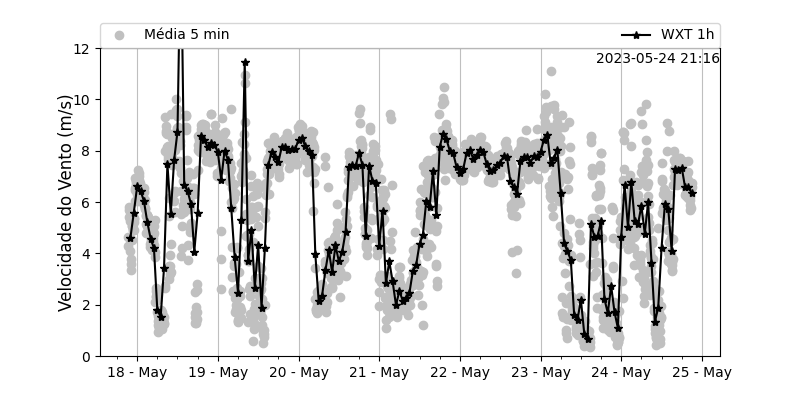 Média 5 min
WXT 1h
2023-05-24 21:16
Velocidade do Vento (m/s)
12
10
8
6
4
2
0
18 - May
19 - May
20 - May
21 - May
22 - May
23 - May
24 - May
25 - May